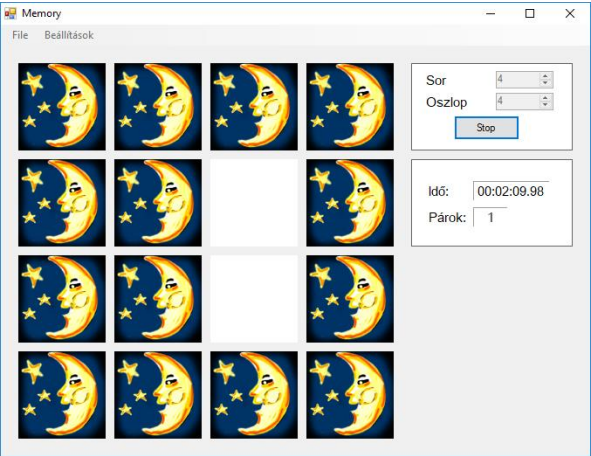 Memory
File Beállítások
Sor 4
Oszlop 4
Stop
Idő: 00:02:09.98
Párok: 1